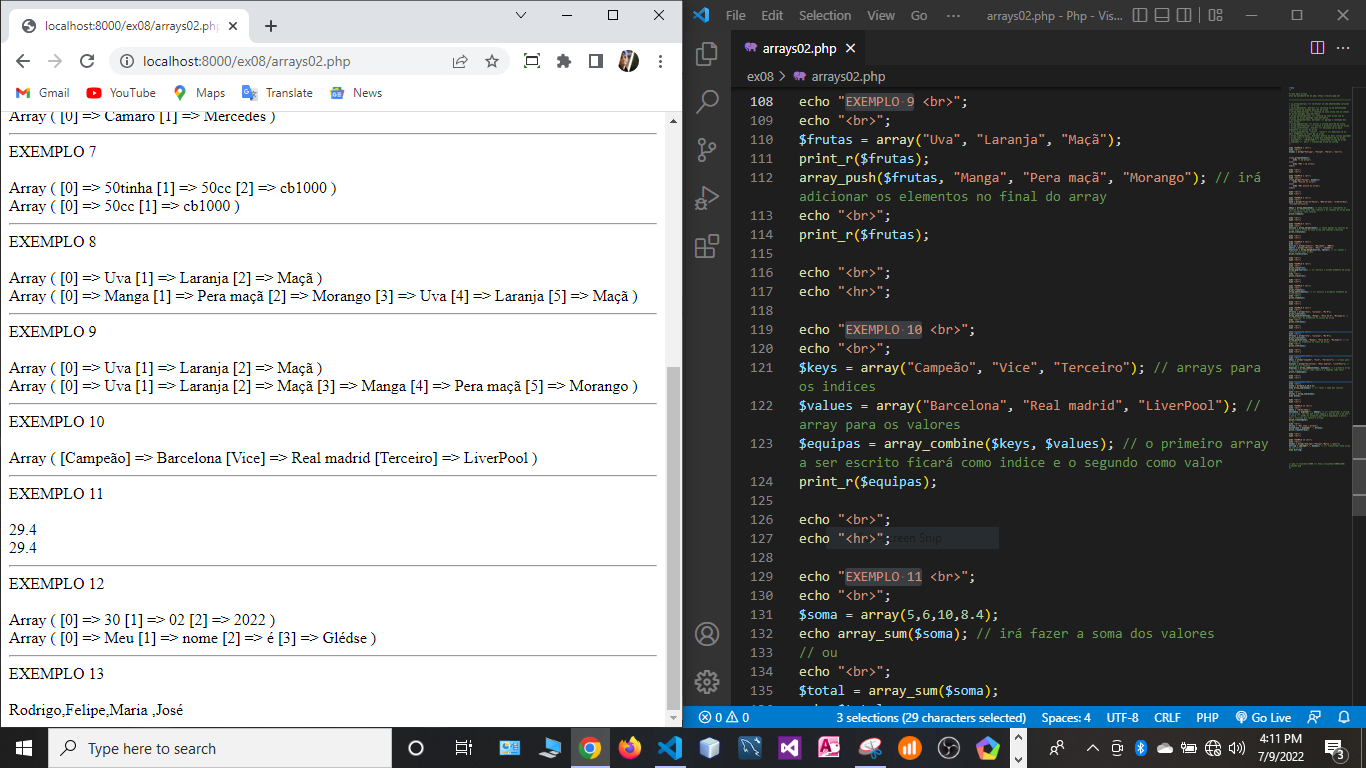 localhost:8000/ex08/arrays02.php
localhost:8000/ex08/arrays02.php
Gmail YouTube Maps Translate News
Array ( [0] => Camaro [1] => Mercedes )
EXEMPLO 7
Array ( [0] => 50tinha [1] => 50cc [2] => cb1000 )
Array ( [0] => 50cc [1] => cb1000 )
EXEMPLO 8
Array ( [0] => Uva [1] => Laranja [2] => Maçã )
Array ( [0] => Manga [1] => Pera maçã [2] => Morango [3] => Uva [4] => Laranja [5] => Maçã )
EXEMPLO 9
Array ( [0] => Uva [1] => Laranja [2] => Maçã )
Array ( [0] => Uva [1] => Laranja [2] => Maçã [3] => Manga [4] => Pera maçã [5] => Morango )
EXEMPLO 10
Array ( [Campeão] => Barcelona [Vice] => Real madrid [Terceiro] => LiverPool )
EXEMPLO 11
29.4
29.4
EXEMPLO 12
Array ( [0] => 30 [1] => 02 [2] => 2022 )
Array ( [0] => Meu [1] => nome [2] => é [3] => Glédse )
EXEMPLO 13
Rodrigo,Felipe,Maria ,José
File Edit Selection View Go ··· arrays02.php - Php - Vis...
arrays02.php
ex08 > arrays02.php
108 echo "EXEMPLO·9 <br>";
109 echo "<br>";
110 $frutas = array("Uva", "Laranja", "Maçã");
111 print_r($frutas);
112 array_push($frutas, "Manga", "Pera maçã", "Morango"); // irá
adicionar os elementos no final do array
113 echo "<br>";
114 print_r($frutas);
115
116 echo "<br>";
117 echo "<hr>";
118
119 echo "EXEMPLO·10 <br>";
120 echo "<br>";
121 $keys = array("Campeão", "Vice", "Terceiro"); // arrays para
os indices
122 $values = array("Barcelona", "Real madrid", "LiverPool"); //
array para os valores
123 $equipas = array_combine($keys, $values); // o primeiro array
a ser escrito ficará como indice e o segundo como valor
124 print_r($equipas);
125
126 echo "<br>";
127 echo "<hr>"; reen Snip
128
129 echo "EXEMPLO·11 <br>";
130 echo "<br>";
131 $soma = array(5,6,10,8.4);
132 echo array_sum($soma); // irá fazer a soma dos valores
133 // ou
134 echo "<br>";
135 $total = array_sum($soma);
0 0 3 selections (29 characters selected) Spaces: 4 UTF-8 CRLF PHP Go Live
Type here to search
4:11 PM
7/9/2022
3